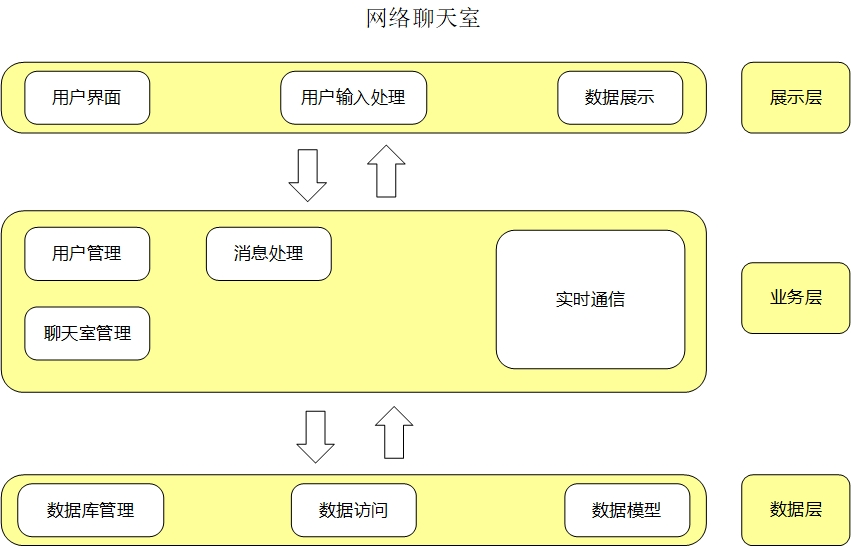 网络聊天室
用户界面
用户输入处理
数据展示
展示层
用户管理
消息处理
实时通信
业务层
聊天室管理
数据库管理
数据访问
数据模型
数据层